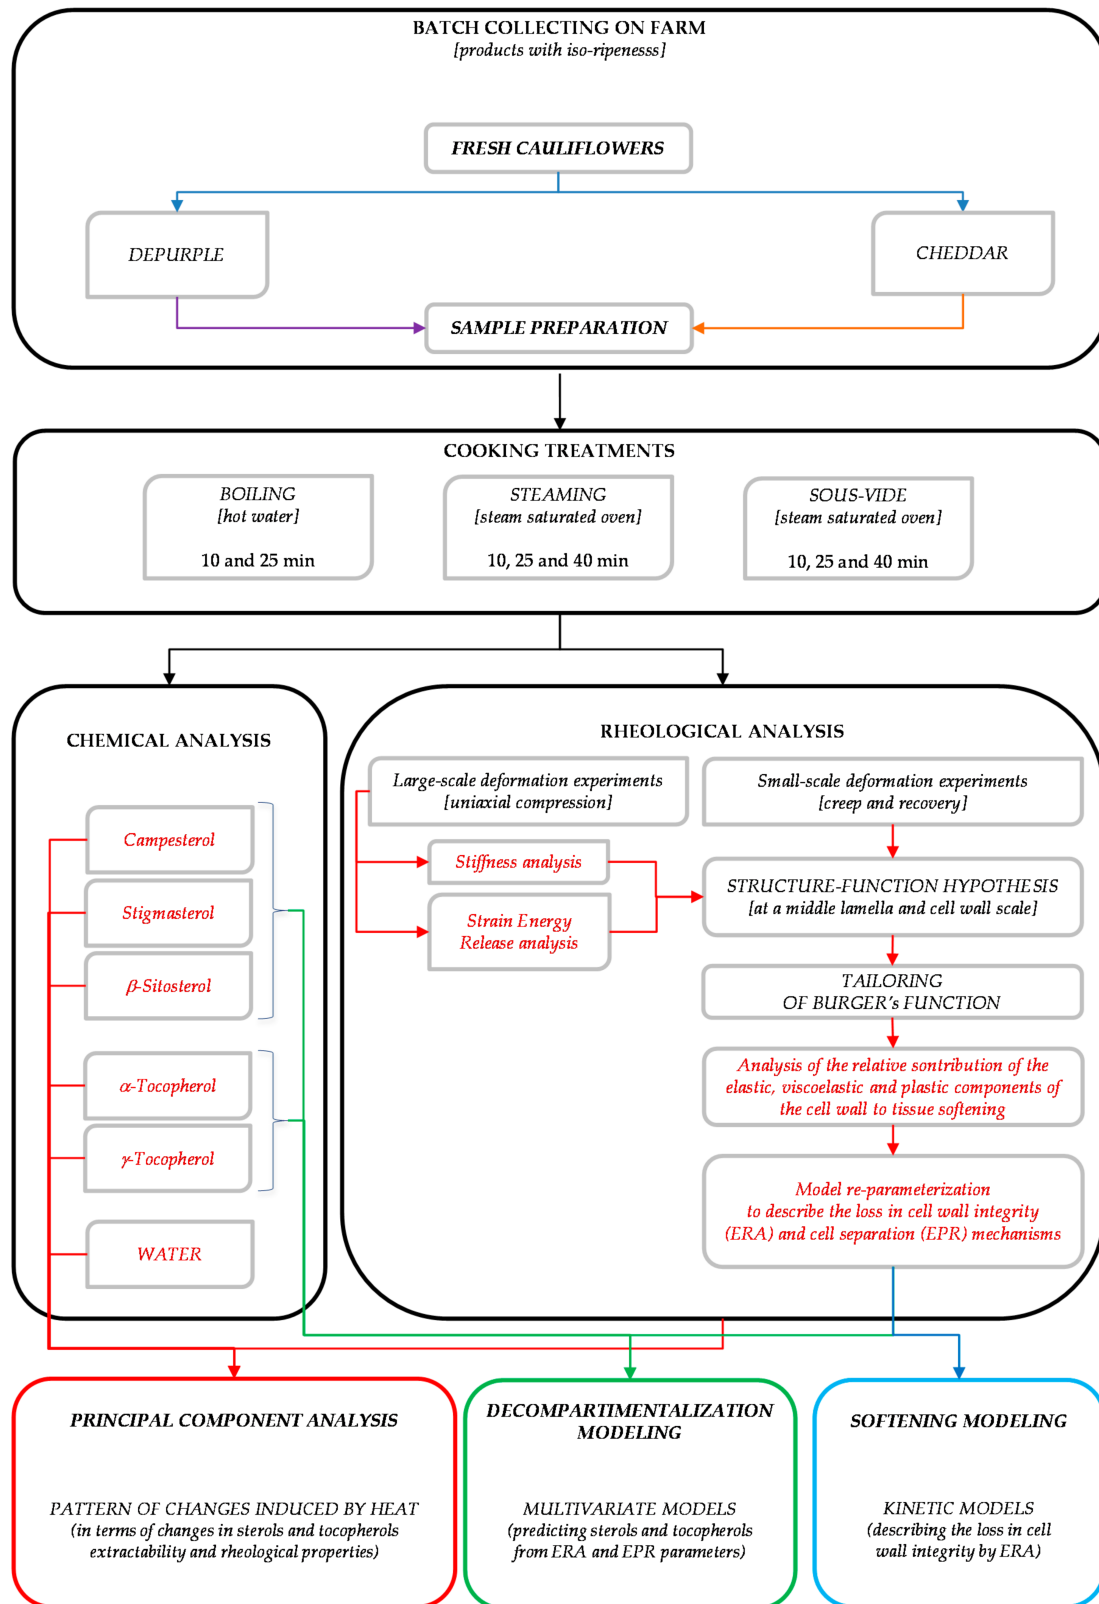 BATCH COLLECTING ON FARM
[products with iso-ripenesss]
FRESH CAULIFLOWERS
DEPURPLE
CHEDDAR
SAMPLE PREPARATION
COOKING TREATMENTS
BOILING
[hot water]
10 and 25 min
STEAMING
[steam saturated oven]
10, 25 and 40 min
SOUS-VIDE
[steam saturated oven]
10, 25 and 40 min
CHEMICAL ANALYSIS
Campesterol
Stigmasterol
β-Sitosterol
α-Tocopherol
γ-Tocopherol
WATER
RHEOLOGICAL ANALYSIS
Large-scale deformation experiments
[uniaxial compression]
Stiffness analysis
Strain Energy
Release analysis
Small-scale deformation experiments
[creep and recovery]
STRUCTURE-FUNCTION HYPOTHESIS
[at a middle lamella and cell wall scale]
TAILORING
OF BURGER's FUNCTION
Analysis of the relative sontribution of the
elastic, viscoelastic and plastic components of
the cell wall to tissue softening
Model re-parameterization
to describe the loss in cell wall integrity
(ERA) and cell separation (EPR) mechanisms
PRINCIPAL COMPONENT ANALYSIS
PATTERN OF CHANGES INDUCED BY HEAT
(in terms of changes in sterols and tocopherols
extractability and rheological properties)
DECOMPARTIMENTALIZATION
MODELING
MULTIVARIATE MODELS
(predicting sterols and tocopherols
from ERA and EPR parameters)
SOFTENING MODELING
KINETIC MODELS
(describing the loss in cell
wall integrity by ERA)